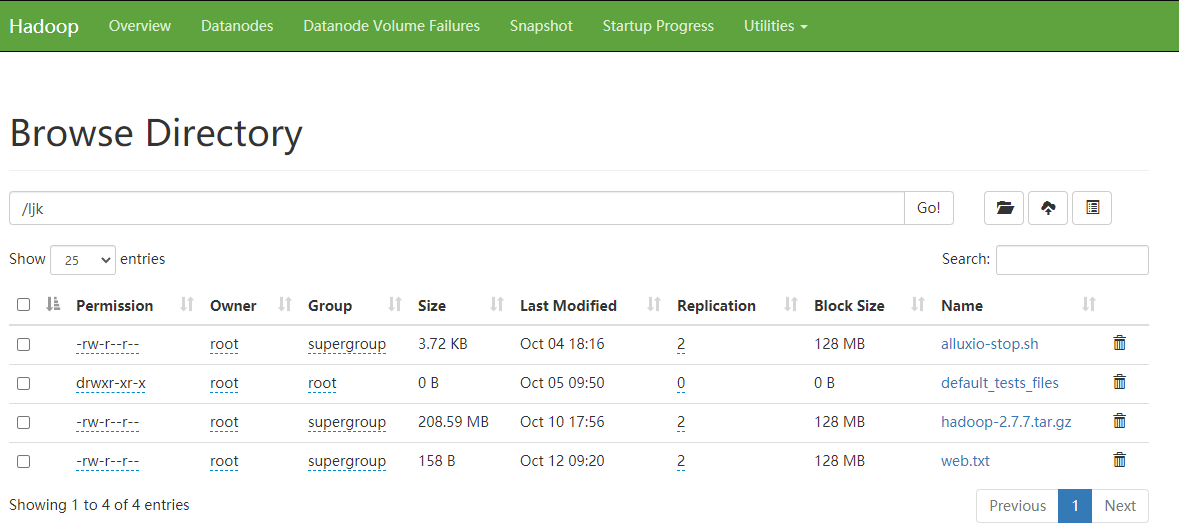 Hadoop Overview Datanodes Datanode Volume Failures Snapshot Startup Progress Utilities
Browse Directory
/ljk Go!
Show 25 entries Search:
Permission Owner Group Size Last Modified Replication Block Size Name
-rw-r--r-- root supergroup 3.72 KB Oct 04 18:16 2 128 MB alluxio-stop.sh
drwxr-xr-x root root 0 B Oct 05 09:50 0 0 B default_tests_files
-rw-r--r-- root supergroup 208.59 MB Oct 10 17:56 2 128 MB hadoop-2.7.7.tar.gz
-rw-r--r-- root supergroup 158 B Oct 12 09:20 2 128 MB web.txt
Showing 1 to 4 of 4 entries Previous 1 Next